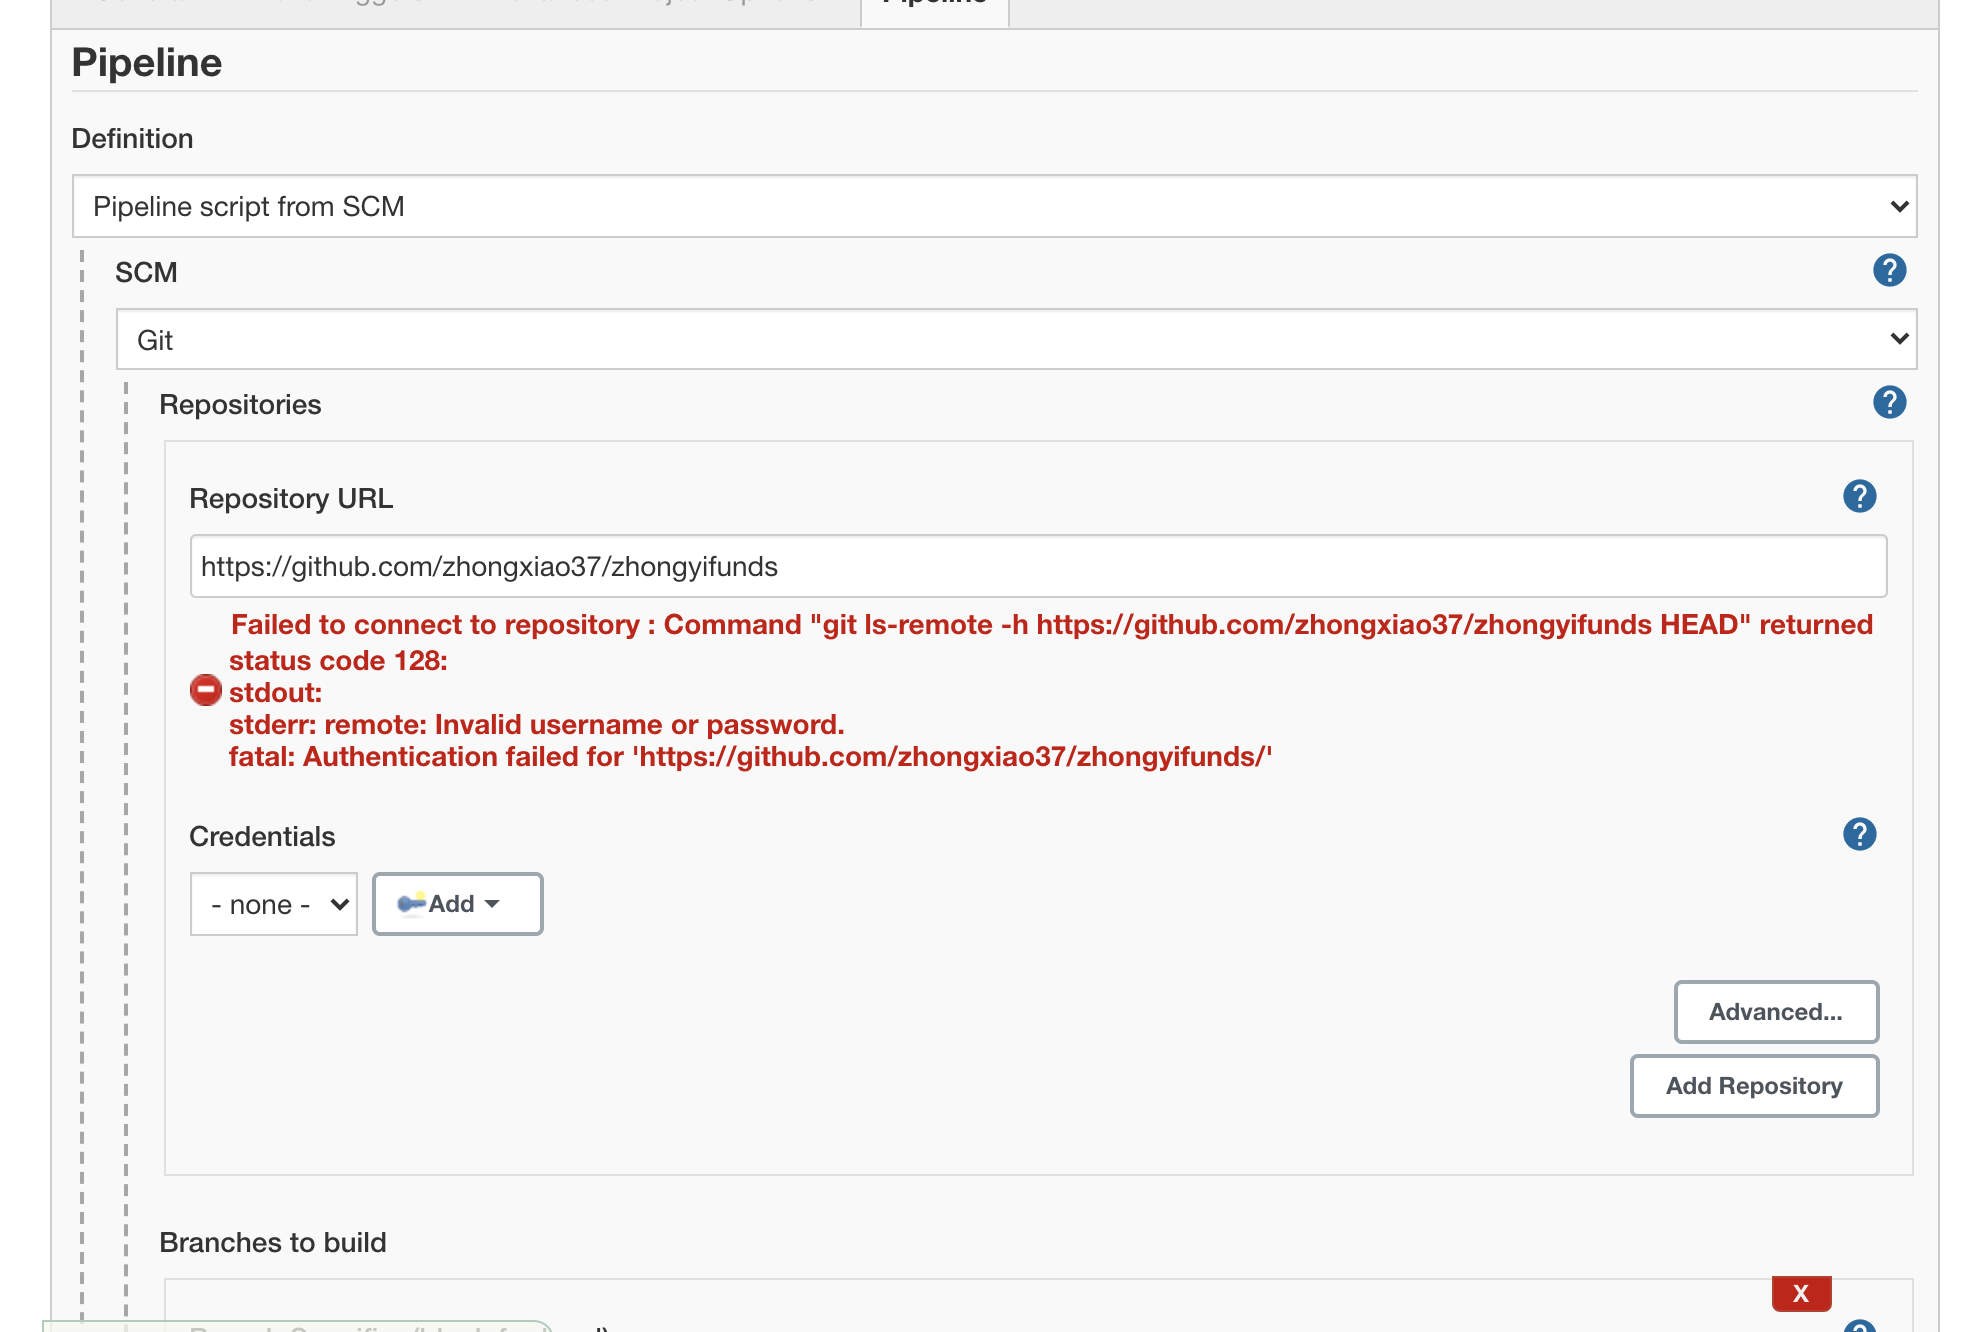 Pipeline
Pipeline
Definition
Pipeline script from SCM
SCM
?
Git
Repositories
?
Repository URL
?
https://github.com/zhongxiao37/zhongyifunds
Failed to connect to repository : Command "git ls-remote -h https://github.com/zhongxiao37/zhongyifunds HEAD" returned
status code 128:
stdout:
stderr: remote: Invalid username or password.
fatal: Authentication failed for 'https://github.com/zhongxiao37/zhongyifunds/'
Credentials
?
- none -
Add
Advanced...
Add Repository
Branches to build
X
?